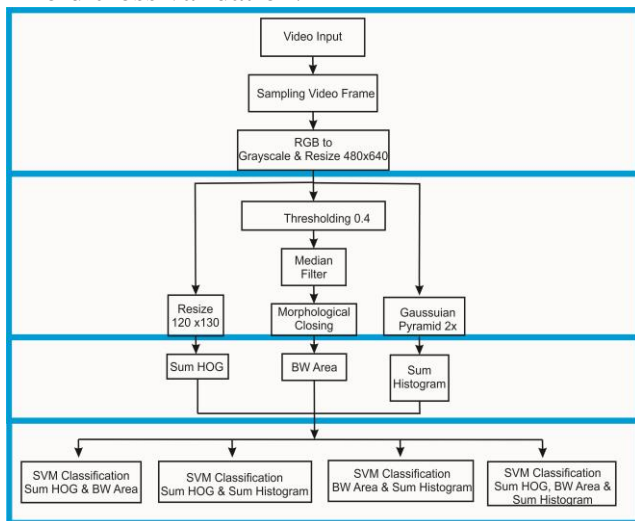 Video Input
Sampling Video Frame
RGB to
Grayscale & Resize 480x640
Thresholding 0.4
Median
Filter
Resize
120 x130
Morphological
Closing
Gaussuian
Pyramid 2x
Sum HOG
BW Area
Sum
Histogram
SVM Classification
Sum HOG & BW Area
SVM Classification
Sum HOG & Sum Histogram
SVM Classification
BW Area & Sum Histogram
SVM Classification
Sum HOG, BW Area &
Sum Histogram